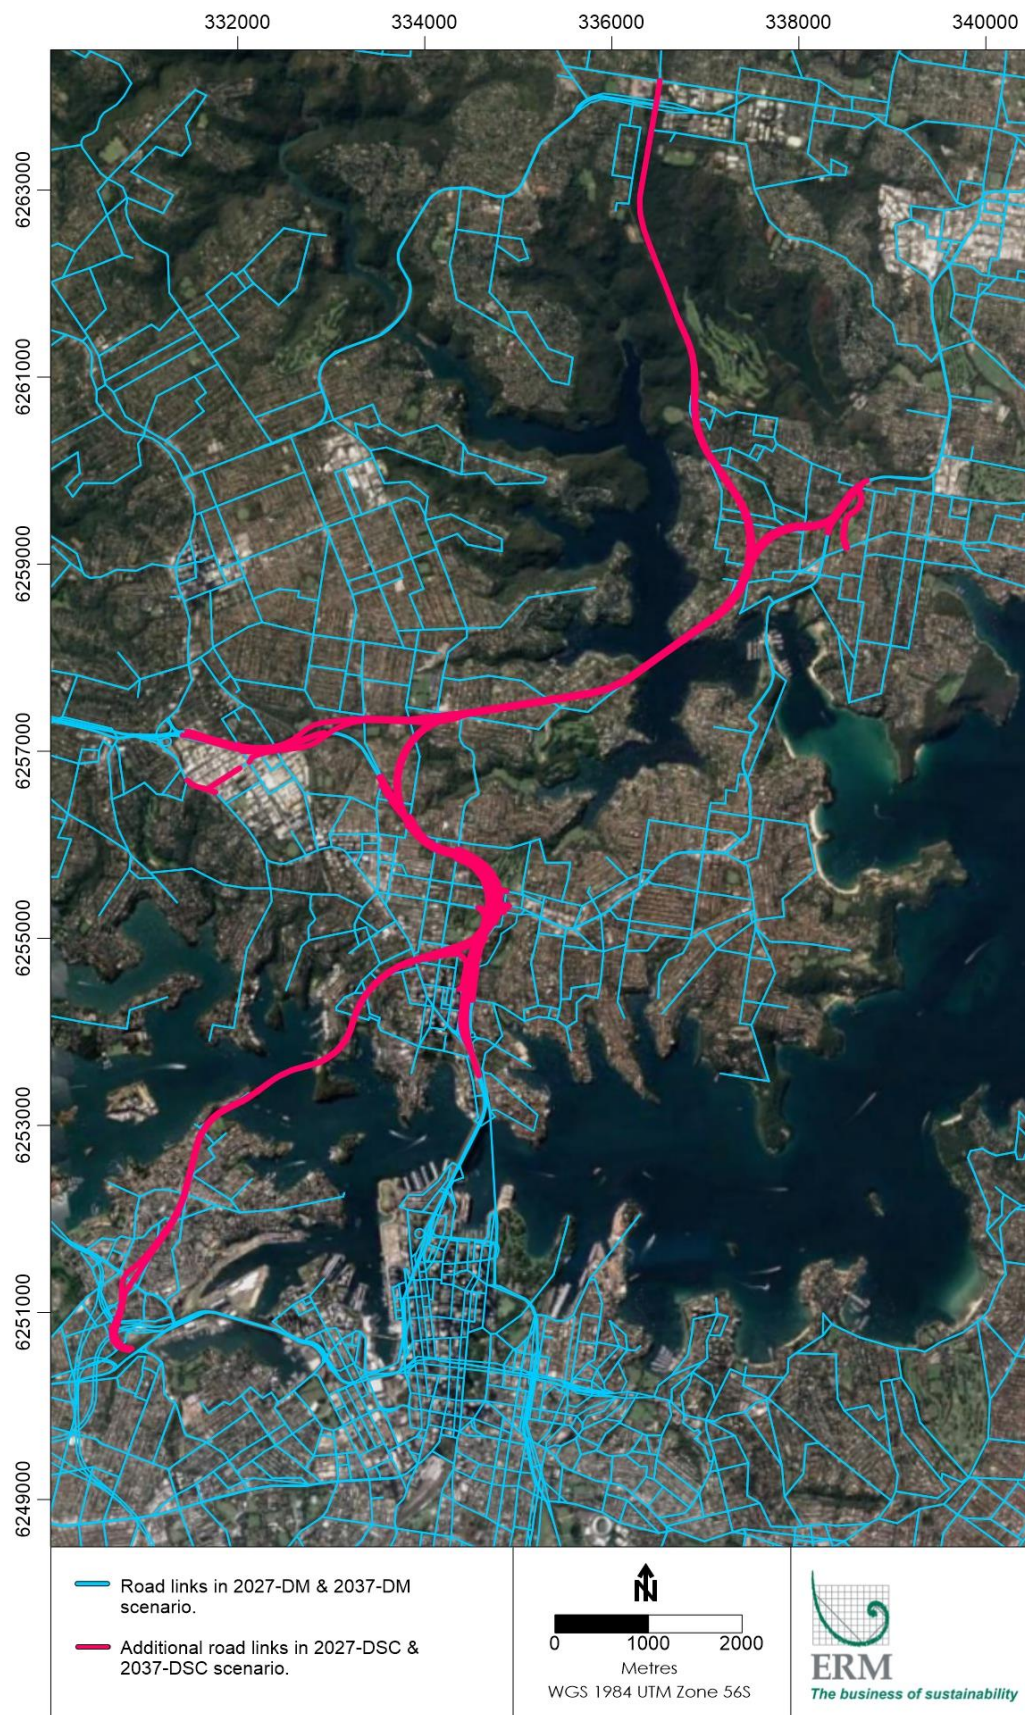 332000
334000
336000
338000
340000
6263000
6261000
6259000
6257000
6255000
6253000
6251000
6249000
Road links in 2027-DM & 2037-DM
scenario.
Additional road links in 2027-DSC &
2037-DSC scenario.
N
0 1000 2000
Metres
WGS 1984 UTM Zone 56S
ERM
The business of sustainability